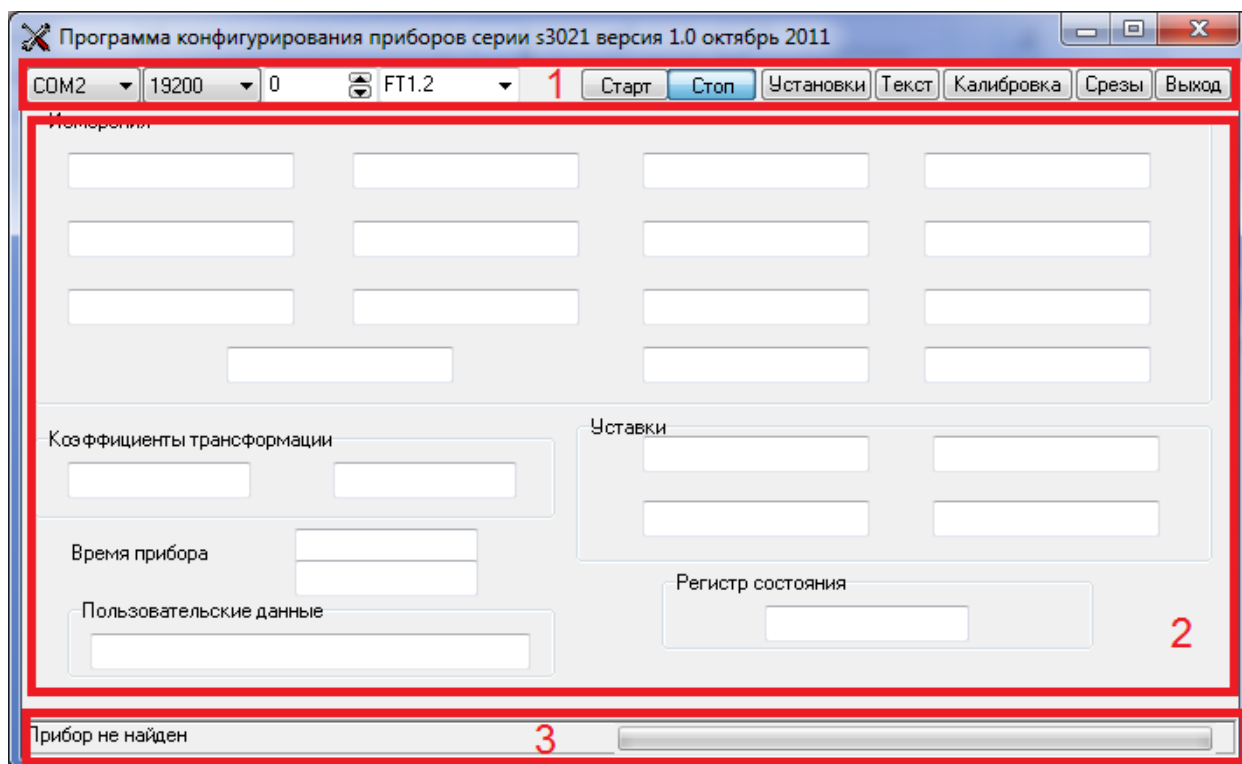 Программа конфигурирования приборов серии s3021 версия 1.0 октябрь 2011
COM2 19200 0 FT1.2 1 Старт Стоп Установки Текст Калибровка Срезы Выход
Измерения
Коэффициенты трансформации
Уставки
Время прибора
Регистр состояния
Пользовательские данные
2
Прибор не найден 3